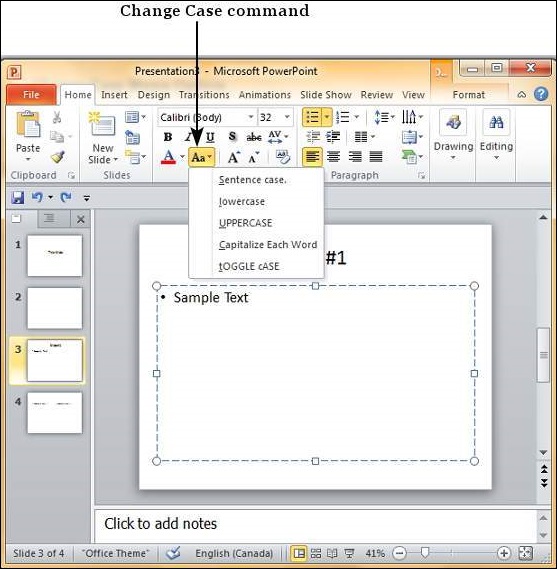 Change Case command
Presentation3 - Microsoft PowerPoint
File Home Insert Design Transitions Animations Slide Show Review View Format
Paste
New
Slide
Calibri (Body) 32
B I U S abc AV
A Aa A A
Drawing
Editing
Clipboard Slides Paragraph
Sentence case.
lowercase
UPPERCASE
Capitalize Each Word
tOGGLE cASE
1
2
3
4
#1
• Sample Text
Click to add notes
Slide 3 of 4 "Office Theme" English (Canada) 41%